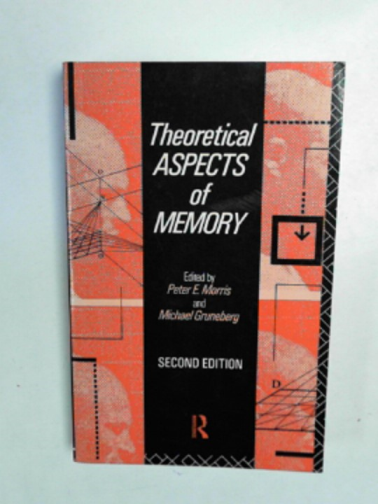 Theoretical
ASPECTS
of
MEMORY
Edited by
Peter E. Morris
and
Michael Gruneberg
SECOND EDITION
D
R